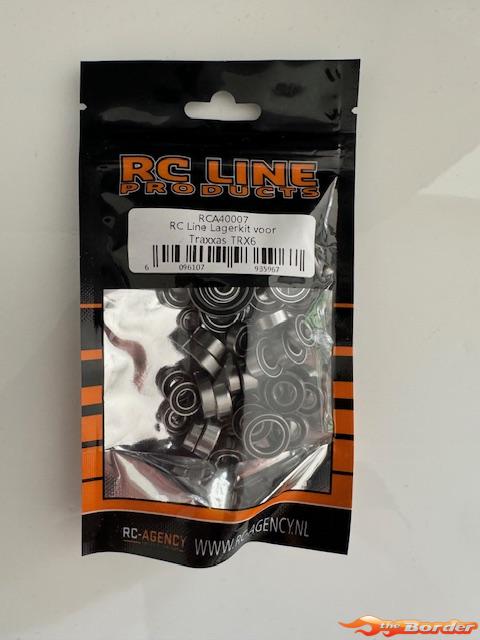 RC LINE
PRODUCTS
RCA40007
RC Line Lagerkit voor
Traxxas TRX6
6 096107 935967
RC-AGENCY
WWW.RC-AGENCY.NL
the Border